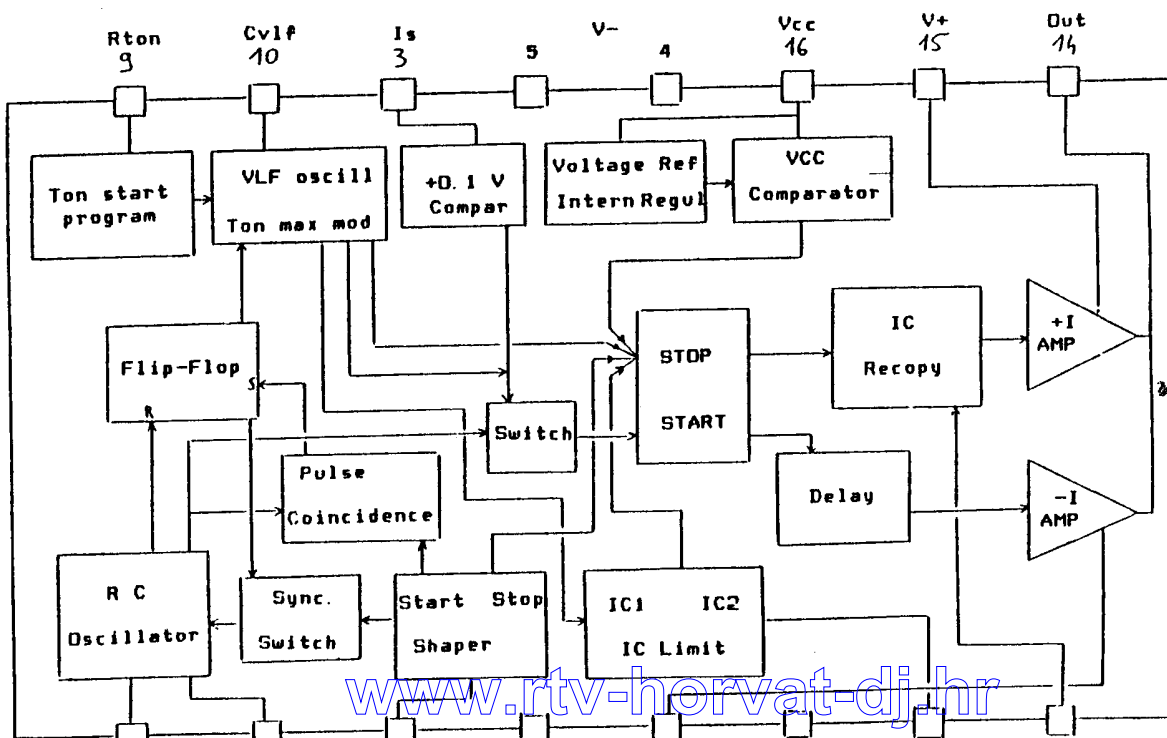 Rton Cvlf Is V- Vcc V+ Out
9 10 3 5 4 16 15 14
Ton start
program
VLF oscill
Ton max mod
+0.1 V
Compar
Voltage Ref
Intern Regul
VCC
Comparator
Flip-Flop
S
R
STOP
START
IC
Recopy
+I
AMP
Switch
Pulse
Coincidence
Delay
-I
AMP
R C
Oscillator
Sync.
Switch
Start Stop
Shaper
IC1 IC2
IC Limit
www.rtv-horvat-dj.hr